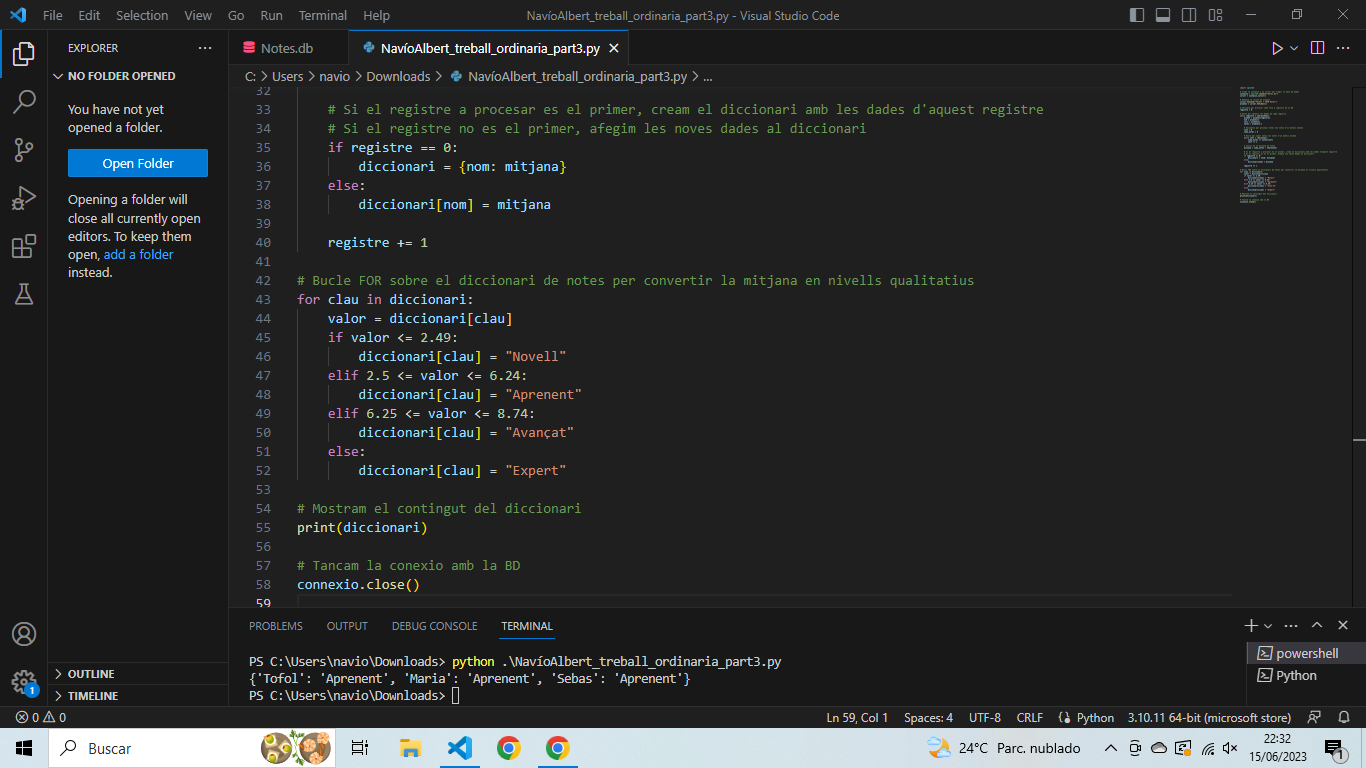 File Edit Selection View Go Run Terminal Help
NavíoAlbert_treball_ordinaria_part3.py - Visual Studio Code
EXPLORER
NO FOLDER OPENED
You have not yet
opened a folder.
Open Folder
Opening a folder will
close all currently open
editors. To keep them
open, add a folder
instead.
OUTLINE
TIMELINE
Notes.db
NavíoAlbert_treball_ordinaria_part3.py
C: > Users > navio > Downloads > NavíoAlbert_treball_ordinaria_part3.py > ...
32
33 # Si el registre a procesar es el primer, cream el diccionari amb les dades d'aquest registre
34 # Si el registre no es el primer, afegim les noves dades al diccionari
35 if registre == 0:
36 diccionari = {nom: mitjana}
37 else:
38 diccionari[nom] = mitjana
39
40 registre += 1
41
42 # Bucle FOR sobre el diccionari de notes per convertir la mitjana en nivells qualitatius
43 for clau in diccionari:
44 valor = diccionari[clau]
45 if valor <= 2.49:
46 diccionari[clau] = "Novell"
47 elif 2.5 <= valor <= 6.24:
48 diccionari[clau] = "Aprenent"
49 elif 6.25 <= valor <= 8.74:
50 diccionari[clau] = "Avançat"
51 else:
52 diccionari[clau] = "Expert"
53
54 # Mostram el contingut del diccionari
55 print(diccionari)
56
57 # Tancam la conexio amb la BD
58 connexio.close()
59
PROBLEMS OUTPUT DEBUG CONSOLE TERMINAL
PS C:\Users\navio\Downloads> python .\NavíoAlbert_treball_ordinaria_part3.py
{'Tofol': 'Aprenent', 'Maria': 'Aprenent', 'Sebas': 'Aprenent'}
PS C:\Users\navio\Downloads>
powershell
Python
1
0 0
Ln 59, Col 1 Spaces: 4 UTF-8 CRLF Python 3.10.11 64-bit (microsoft store)
Buscar
24°C Parc. nublado
22:32
15/06/2023
1